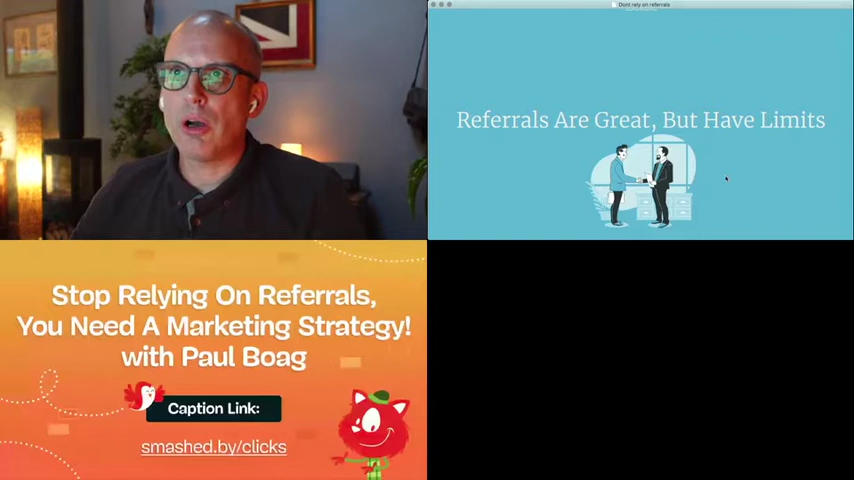 Dont rely on referrals
Referrals Are Great, But Have Limits
Stop Relying On Referrals,
You Need A Marketing Strategy!
with Paul Boag
Caption Link:
smashed.by/clicks